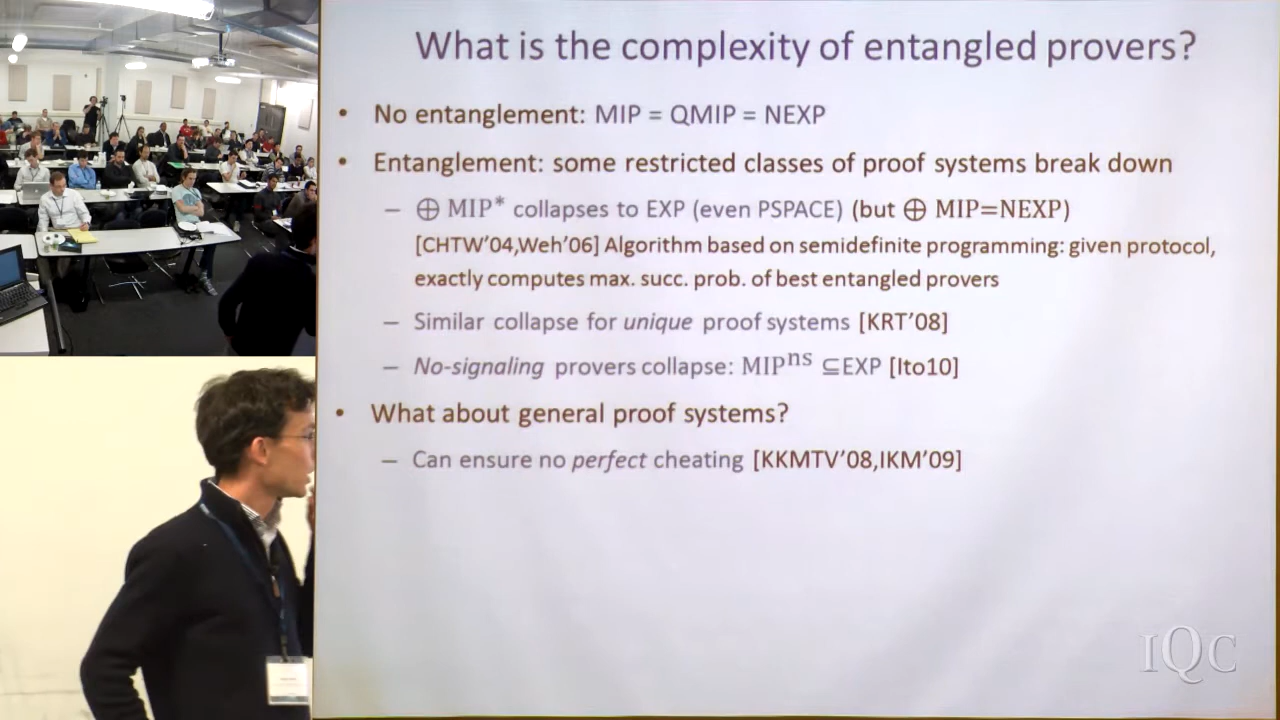 What is the complexity of entangled provers?
• No entanglement: MIP = QMIP = NEXP
• Entanglement: some restricted classes of proof systems break down
– ⊕ MIP* collapses to EXP (even PSPACE) (but ⊕ MIP=NEXP)
[CHTW'04,Weh'06] Algorithm based on semidefinite programming: given protocol,
exactly computes max. succ. prob. of best entangled provers
– Similar collapse for unique proof systems [KRT'08]
– No-signaling provers collapse: MIPⁿˢ ⊆EXP [Ito10]
• What about general proof systems?
– Can ensure no perfect cheating [KKMTV'08,IKM'09]
IQC